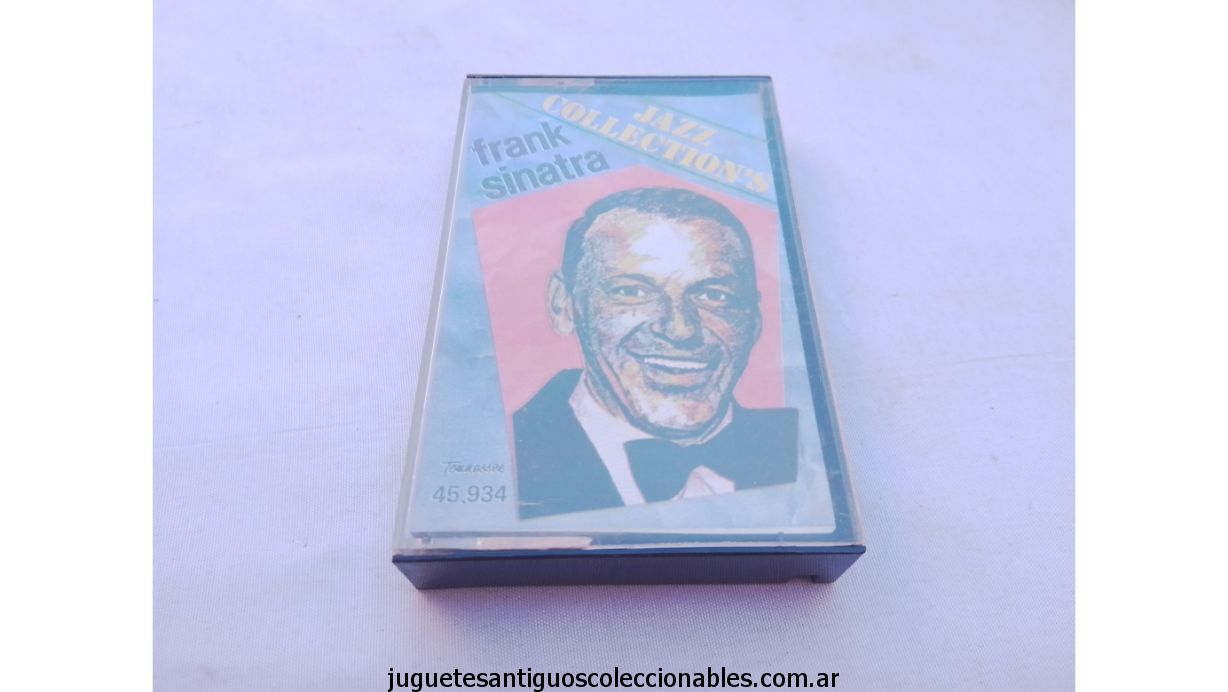 JAZZ
COLLECTION'S
frank
sinatra
Tennessee
45.934
juguetesantiguoscoleccionables.com.ar